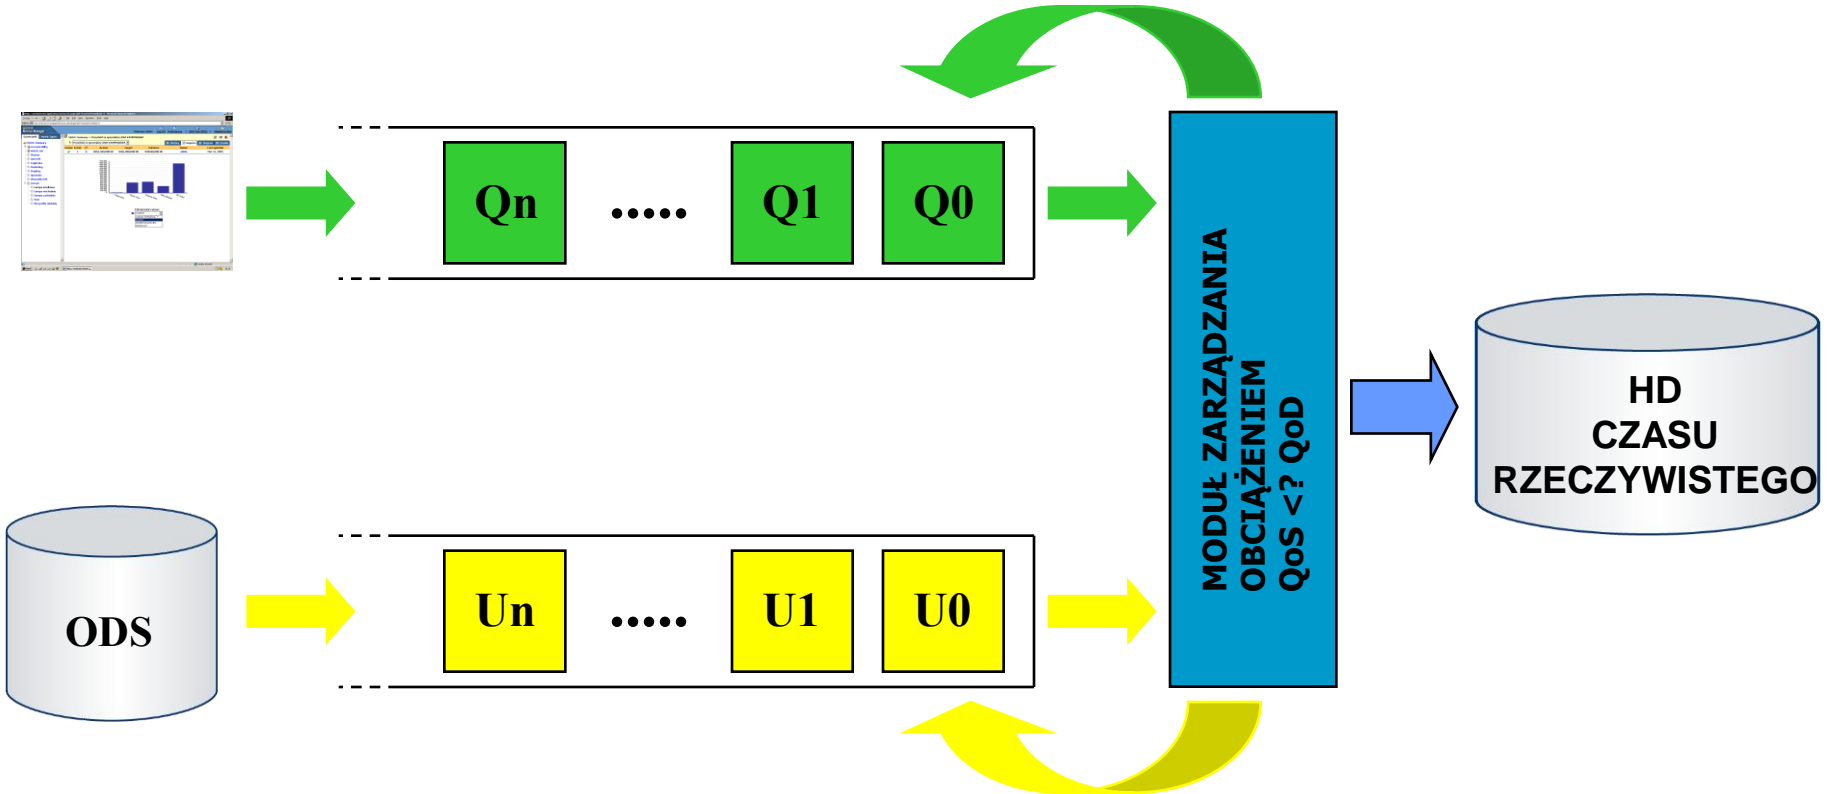 Qn
.....
Q1
Q0
MODUŁ ZARZĄDZANIA
OBCIĄŻENIEM
QoS <? QoD
HD
CZASU
RZECZYWISTEGO
ODS
Un
.....
U1
U0